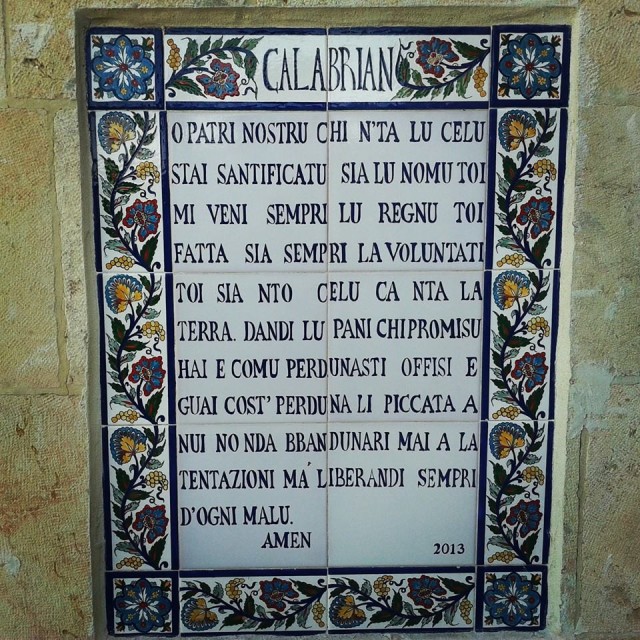 CALABRIAN
O PATRI NOSTRU CHI N'TA LU CELU
STAI SANTIFICATU SIA LU NOMU TOI
MI VENI SEMPRI LU REGNU TOI
FATTA SIA SEMPRI LA VOLUNTATI
TOI SIA NTO CELU CA NTA LA
TERRA. DANDI LU PANI CHI PROMISU
HAI E COMU PERDUNASTI OFFISI E
GUAI COST' PERDUNA LI PICCATA A
NUI NO NDA BBANDUNARI MAI A LA
TENTAZIONI MA' LIBERANDI SEMPRI
D'OGNI MALU.
AMEN
2013